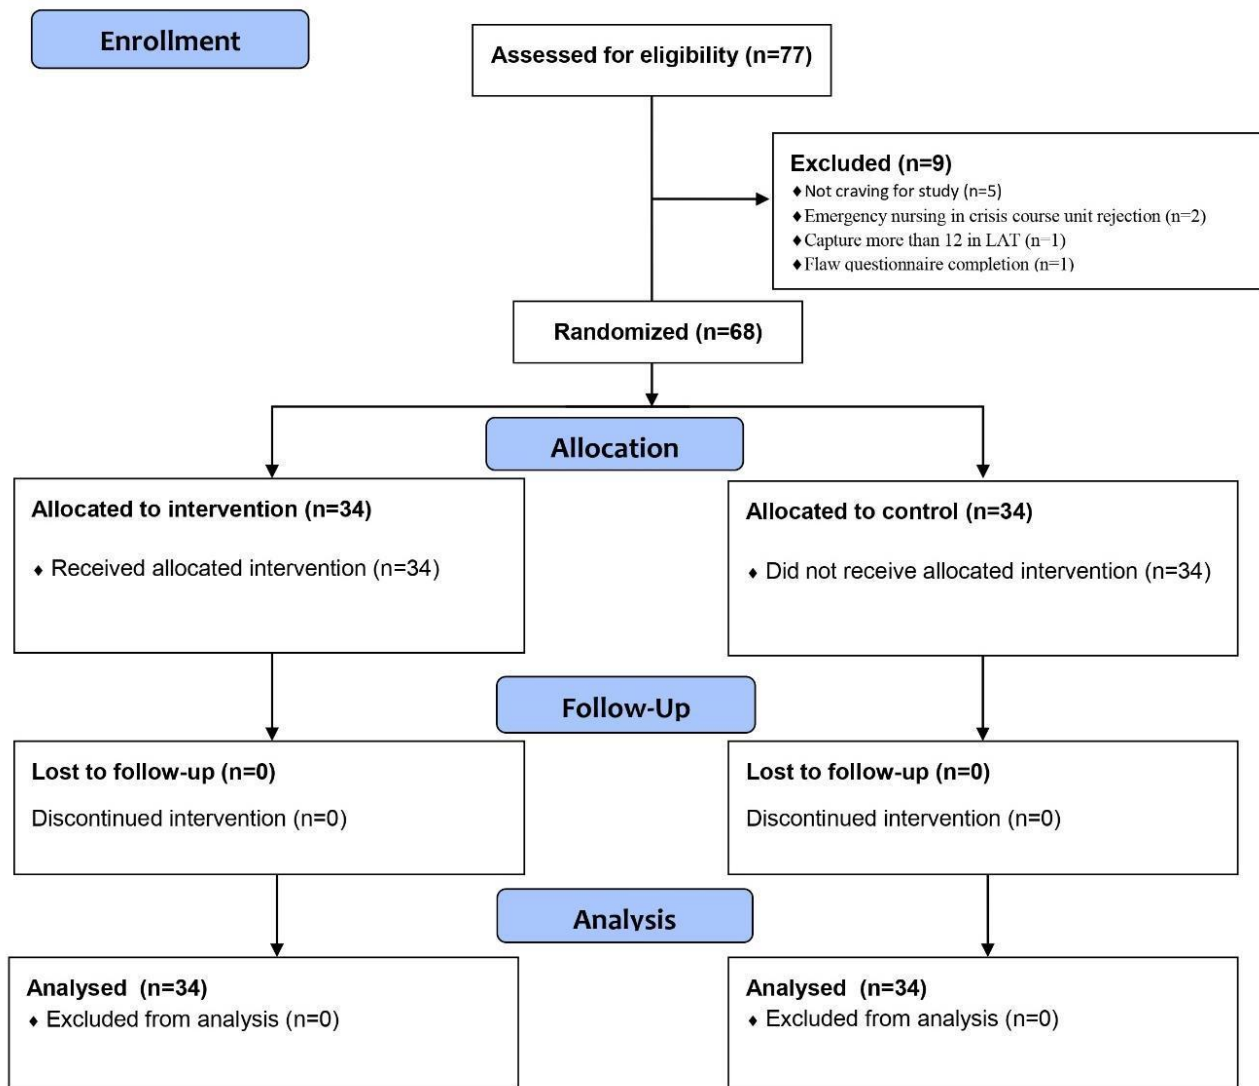 Enrollment
Assessed for eligibility (n=77)
Excluded (n=9)
♦Not craving for study (n=5)
♦Emergency nursing in crisis course unit rejection (n=2)
♦Capture more than 12 in LAT (n=1)
♦Flaw questionnaire completion (n=1)
Randomized (n=68)
Allocation
Allocated to intervention (n=34)
♦ Received allocated intervention (n=34)
Allocated to control (n=34)
♦ Did not receive allocated intervention (n=34)
Follow-Up
Lost to follow-up (n=0)
Discontinued intervention (n=0)
Lost to follow-up (n=0)
Discontinued intervention (n=0)
Analysis
Analysed (n=34)
♦ Excluded from analysis (n=0)
Analysed (n=34)
♦ Excluded from analysis (n=0)